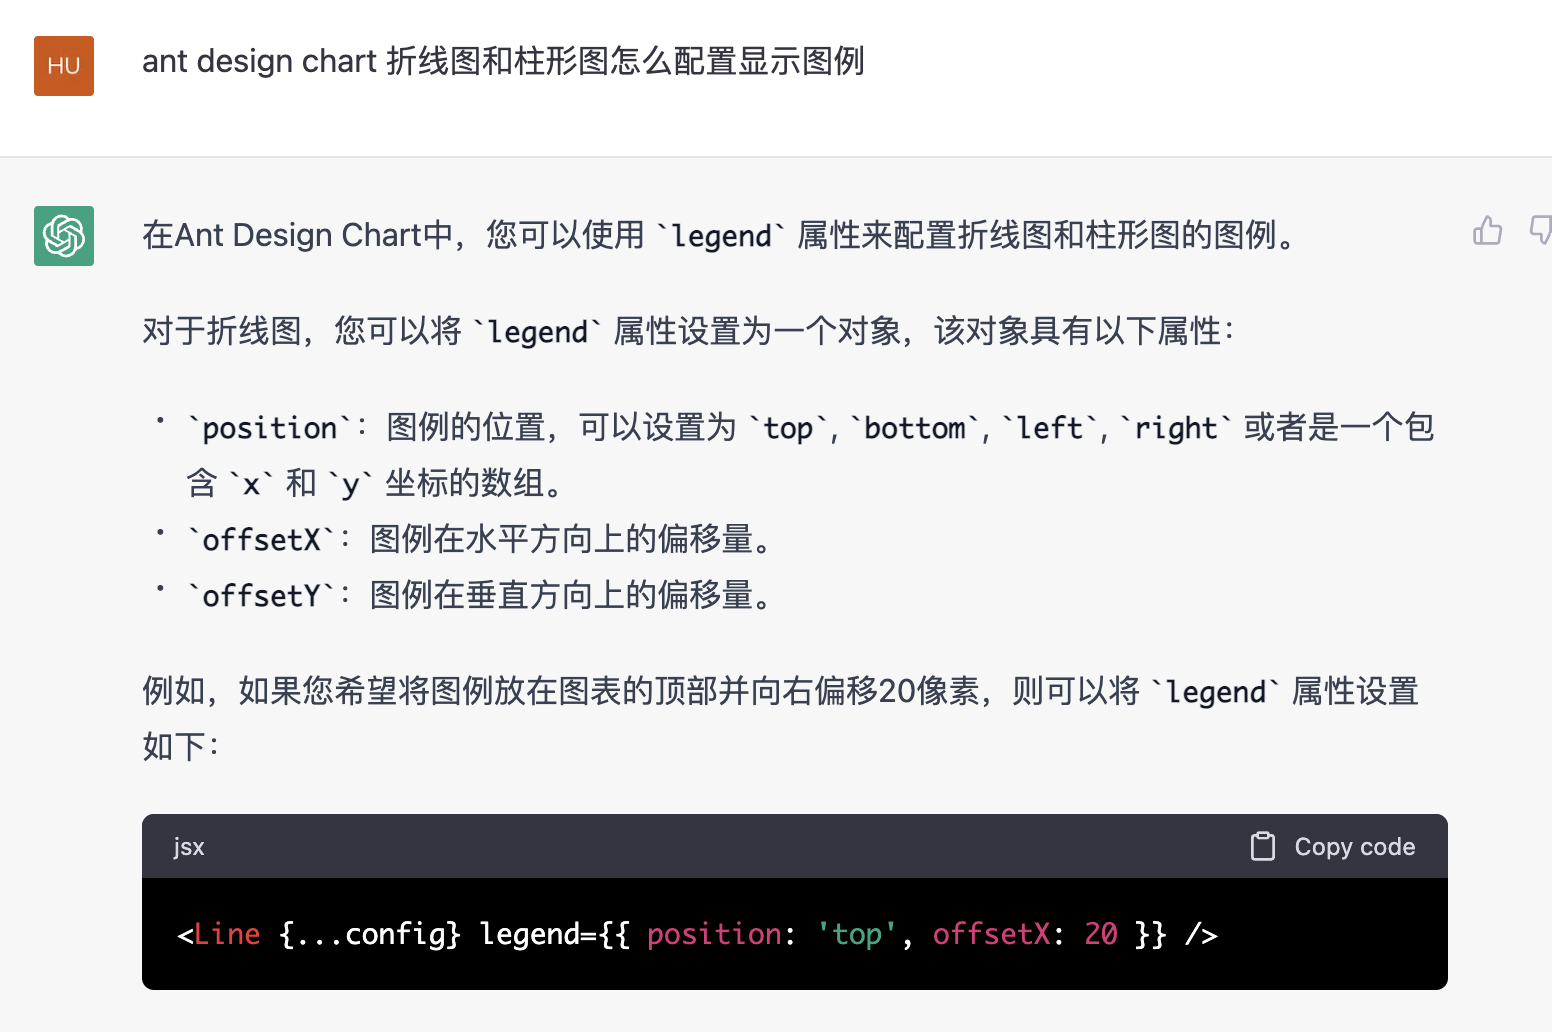 HU
ant design chart 折线图和柱形图怎么配置显示图例
在Ant Design Chart中，您可以使用 `legend` 属性来配置折线图和柱形图的图例。
对于折线图，您可以将 `legend` 属性设置为一个对象，该对象具有以下属性：
• `position`：图例的位置，可以设置为 `top`, `bottom`, `left`, `right` 或者是一个包
含 `x` 和 `y` 坐标的数组。
• `offsetX`：图例在水平方向上的偏移量。
• `offsetY`：图例在垂直方向上的偏移量。
例如，如果您希望将图例放在图表的顶部并向右偏移20像素，则可以将 `legend` 属性设置
如下：
jsx
Copy code
<Line {...config} legend={{ position: 'top', offsetX: 20 }} />